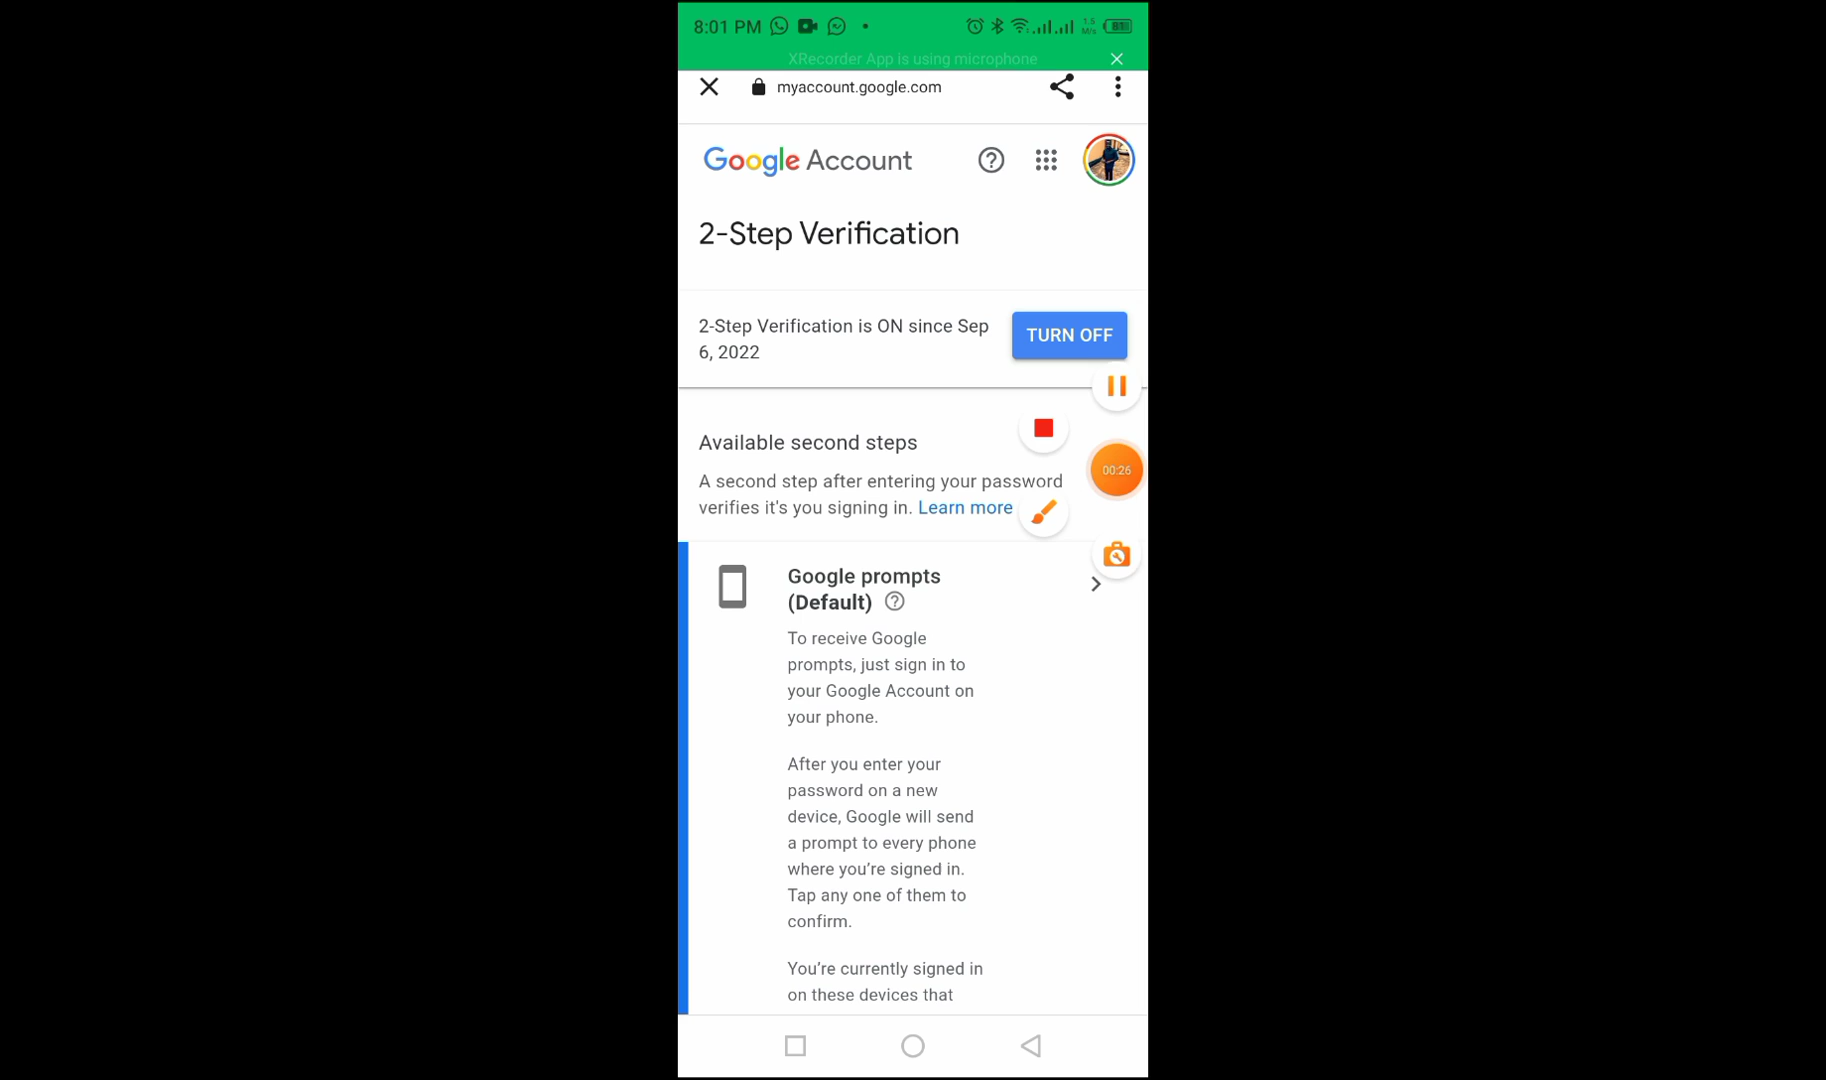 8:01 PM
1.5
M/s
81
XRecorder App is using microphone
myaccount.google.com
Google Account
2-Step Verification
2-Step Verification is ON since Sep
6, 2022
TURN OFF
Available second steps
A second step after entering your password
verifies it's you signing in. Learn more
00:26
Google prompts
(Default)
To receive Google
prompts, just sign in to
your Google Account on
your phone.
After you enter your
password on a new
device, Google will send
a prompt to every phone
where you’re signed in.
Tap any one of them to
confirm.
You’re currently signed in
on these devices that